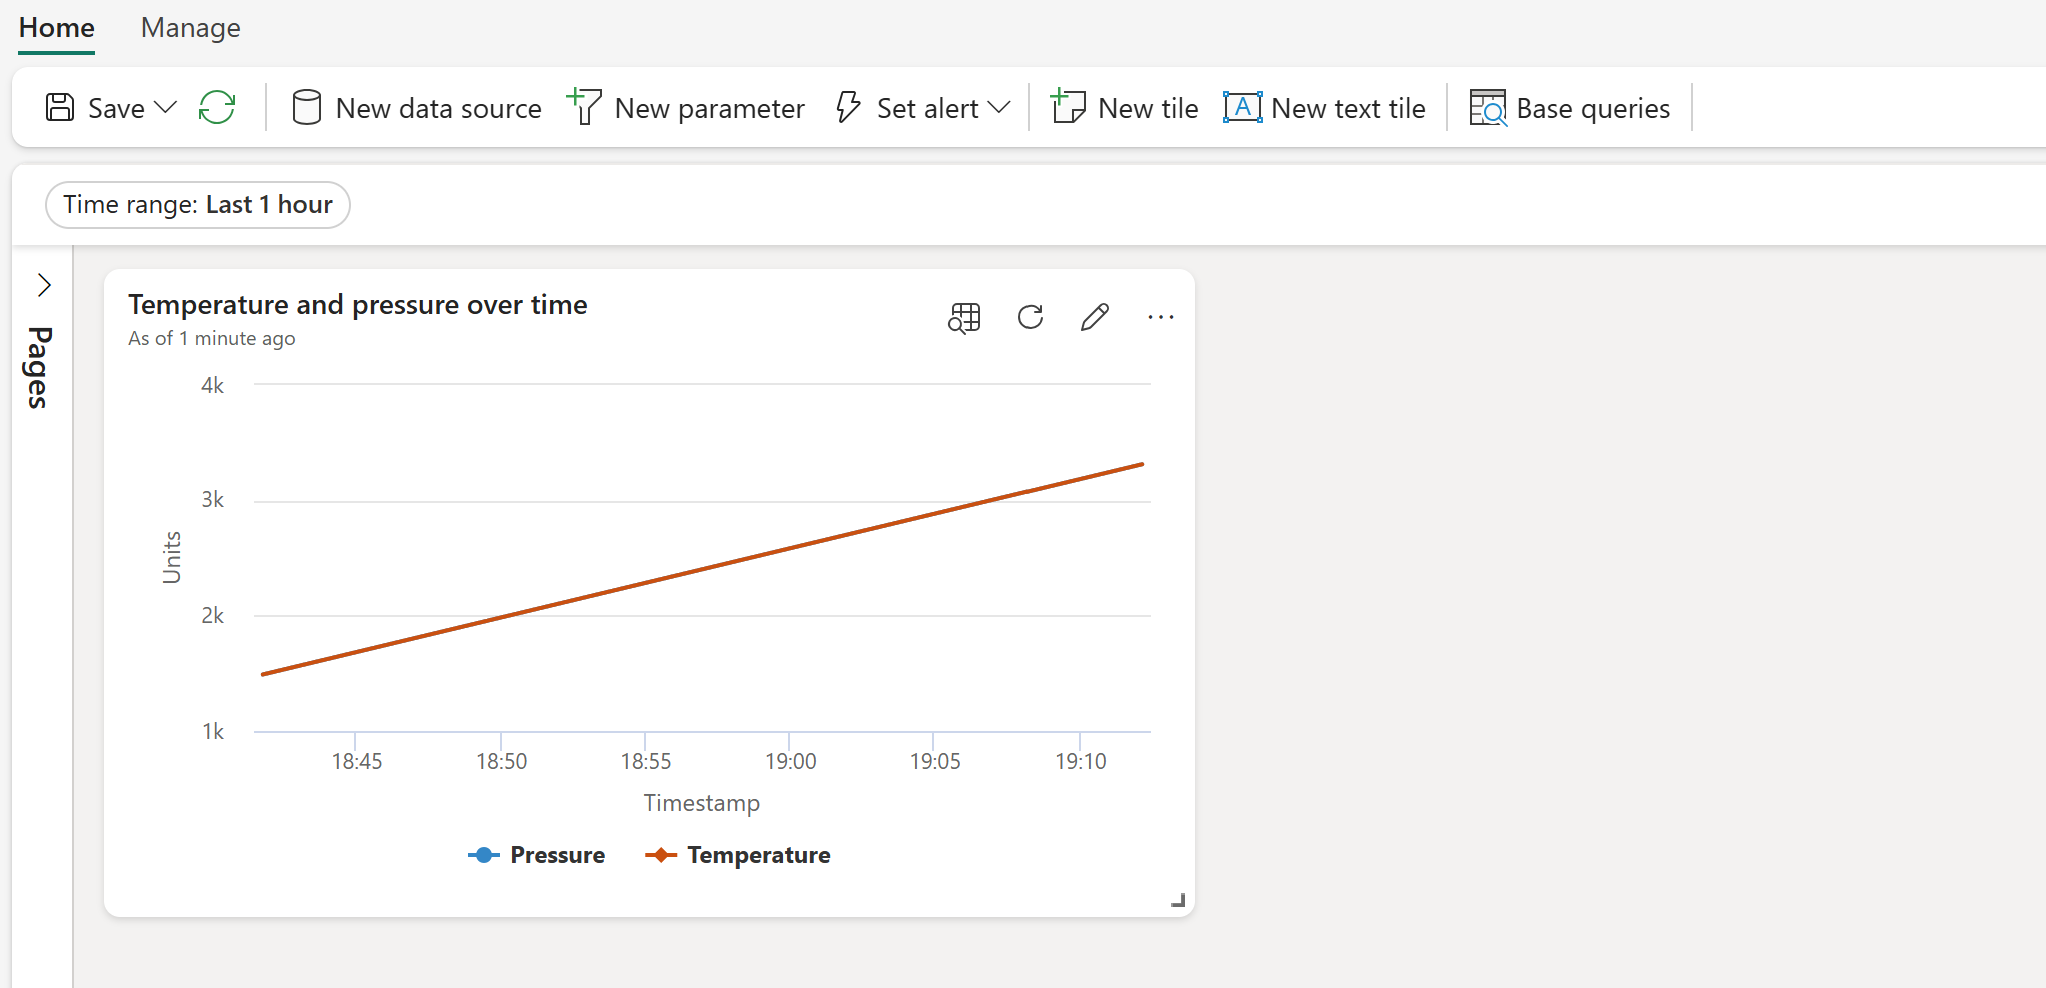 Home Manage
Save New data source New parameter Set alert New tile A New text tile Base queries
Time range: Last 1 hour
Pages
Temperature and pressure over time
As of 1 minute ago
4k
3k
2k
1k
Units
18:45 18:50 18:55 19:00 19:05 19:10
Timestamp
Pressure Temperature